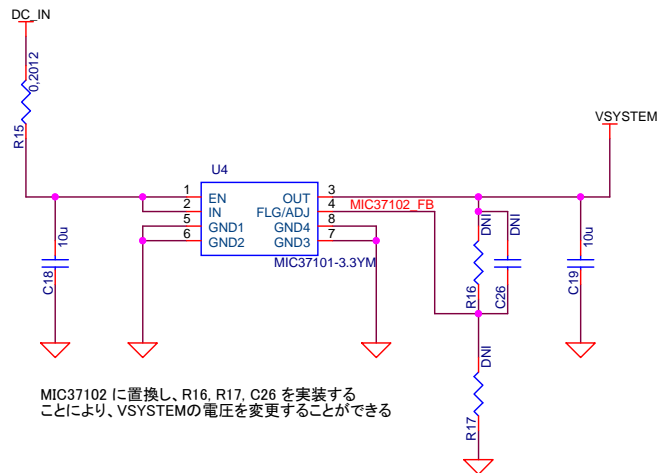 DC_IN
0,2012
R15
VSYSTEM
U4
1 EN OUT 3
2 IN FLG/ADJ 4
5 GND1 GND4 8
6 GND2 GND3 7
MIC37102_FB
MIC37101-3.3YM
10u
C18
DNI
R16
DNI
C26
10u
C19
DNI
R17
MIC37102 に置換し、R16, R17, C26 を実装する
ことにより、VSYSTEMの電圧を変更することができる